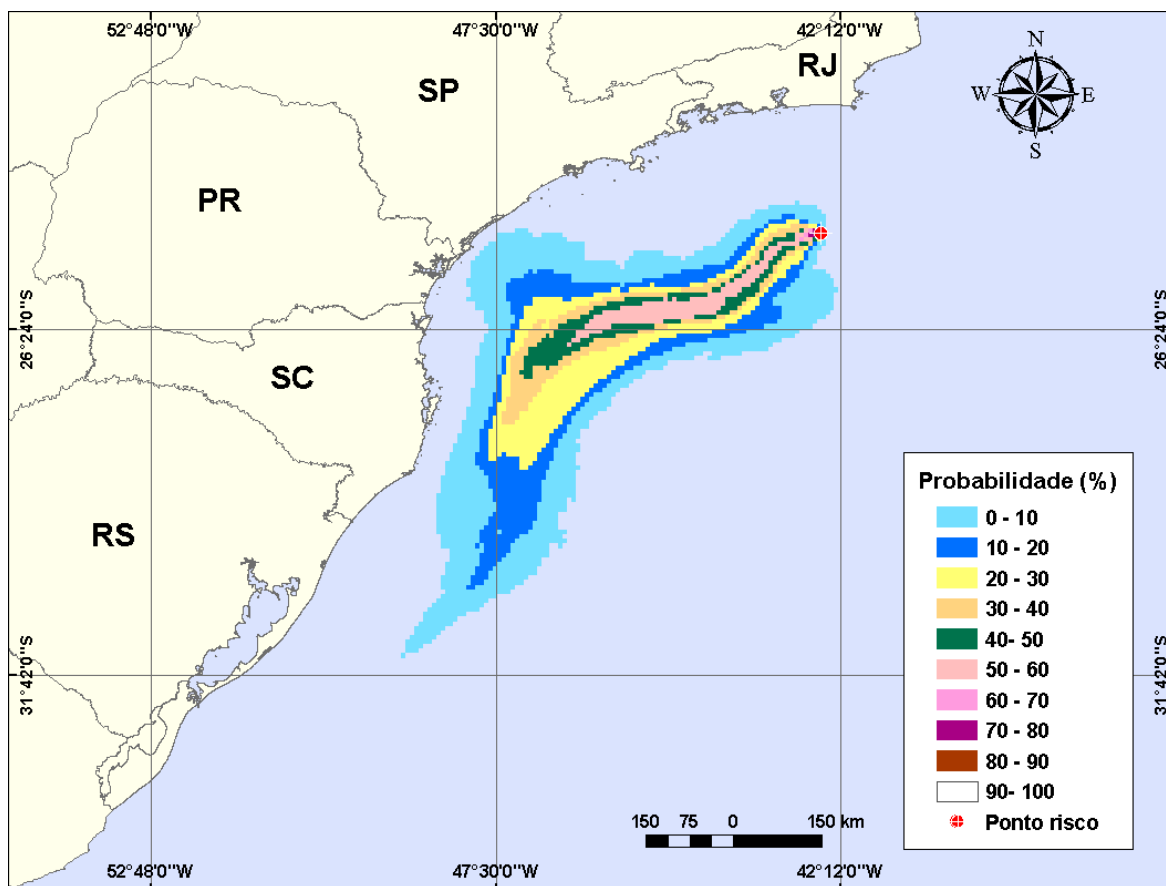 52°48'0"W 47°30'0"W 42°12'0"W
RJ
SP
N
W E
S
PR
26°24'0"S 26°24'0"S
SC
RS
31°42'0"S 31°42'0"S
Probabilidade (%)
0 - 10
10 - 20
20 - 30
30 - 40
40- 50
50 - 60
60 - 70
70 - 80
80 - 90
90- 100
Ponto risco
150 75 0 150 km
52°48'0"W 47°30'0"W 42°12'0"W